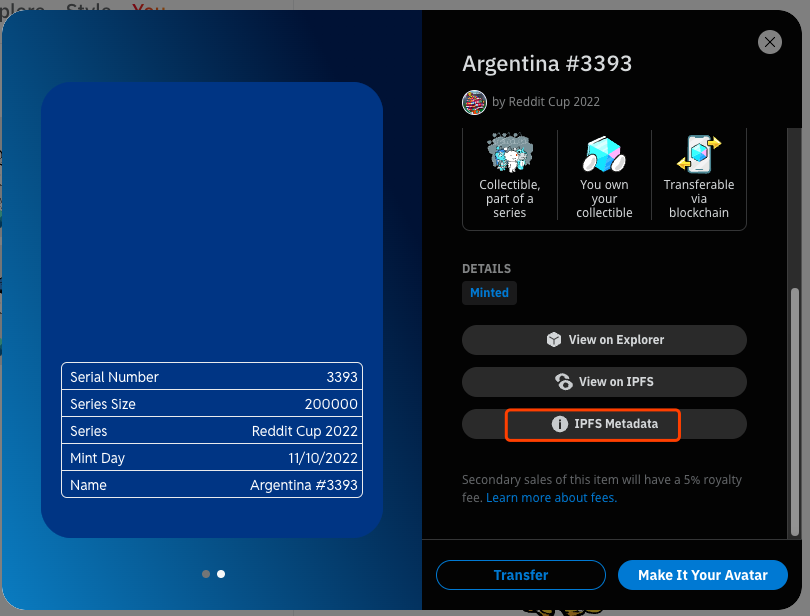 plore Style You
Argentina #3393
by Reddit Cup 2022
Collectible,
part of a
series
You own
your
collectible
Transferable
via
blockchain
DETAILS
Minted
View on Explorer
View on IPFS
IPFS Metadata
Secondary sales of this item will have a 5% royalty
fee. Learn more about fees.
Transfer
Make It Your Avatar
Serial Number 3393
Series Size 200000
Series Reddit Cup 2022
Mint Day 11/10/2022
Name Argentina #3393